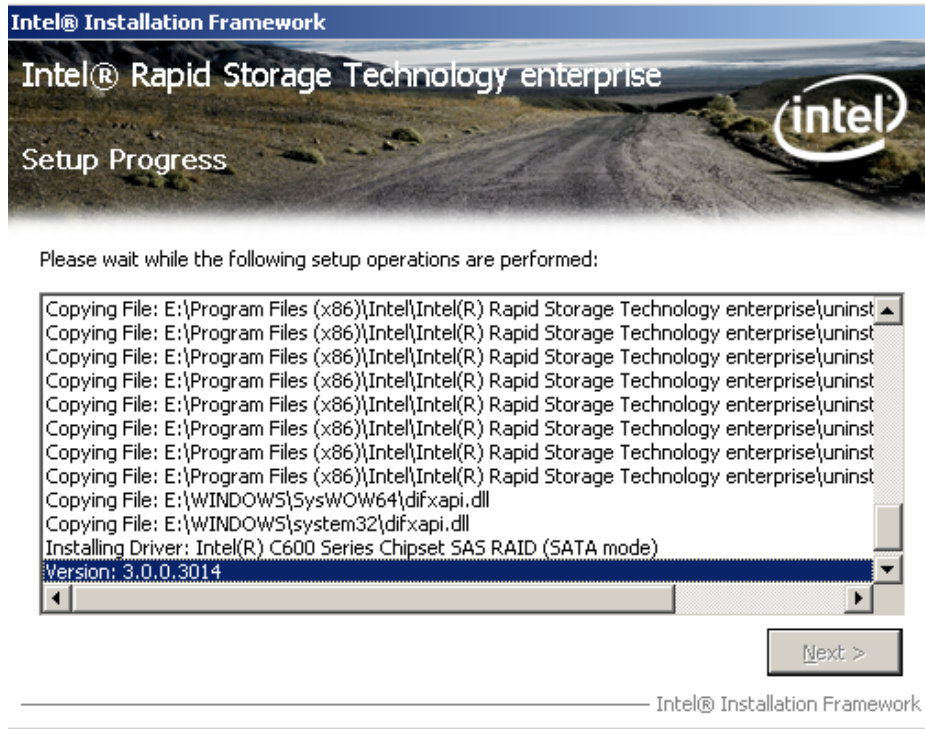 Intel® Installation Framework
Intel® Rapid Storage Technology enterprise
intel
Setup Progress
Please wait while the following setup operations are performed:
Copying File: E:\Program Files (x86)\Intel\Intel(R) Rapid Storage Technology enterprise\uninst
Copying File: E:\Program Files (x86)\Intel\Intel(R) Rapid Storage Technology enterprise\uninst
Copying File: E:\Program Files (x86)\Intel\Intel(R) Rapid Storage Technology enterprise\uninst
Copying File: E:\Program Files (x86)\Intel\Intel(R) Rapid Storage Technology enterprise\uninst
Copying File: E:\Program Files (x86)\Intel\Intel(R) Rapid Storage Technology enterprise\uninst
Copying File: E:\Program Files (x86)\Intel\Intel(R) Rapid Storage Technology enterprise\uninst
Copying File: E:\Program Files (x86)\Intel\Intel(R) Rapid Storage Technology enterprise\uninst
Copying File: E:\Program Files (x86)\Intel\Intel(R) Rapid Storage Technology enterprise\uninst
Copying File: E:\WINDOWS\SysWOW64\difxapi.dll
Copying File: E:\WINDOWS\system32\difxapi.dll
Installing Driver: Intel(R) C600 Series Chipset SAS RAID (SATA mode)
Version: 3.0.0.3014
Next >
Intel® Installation Framework